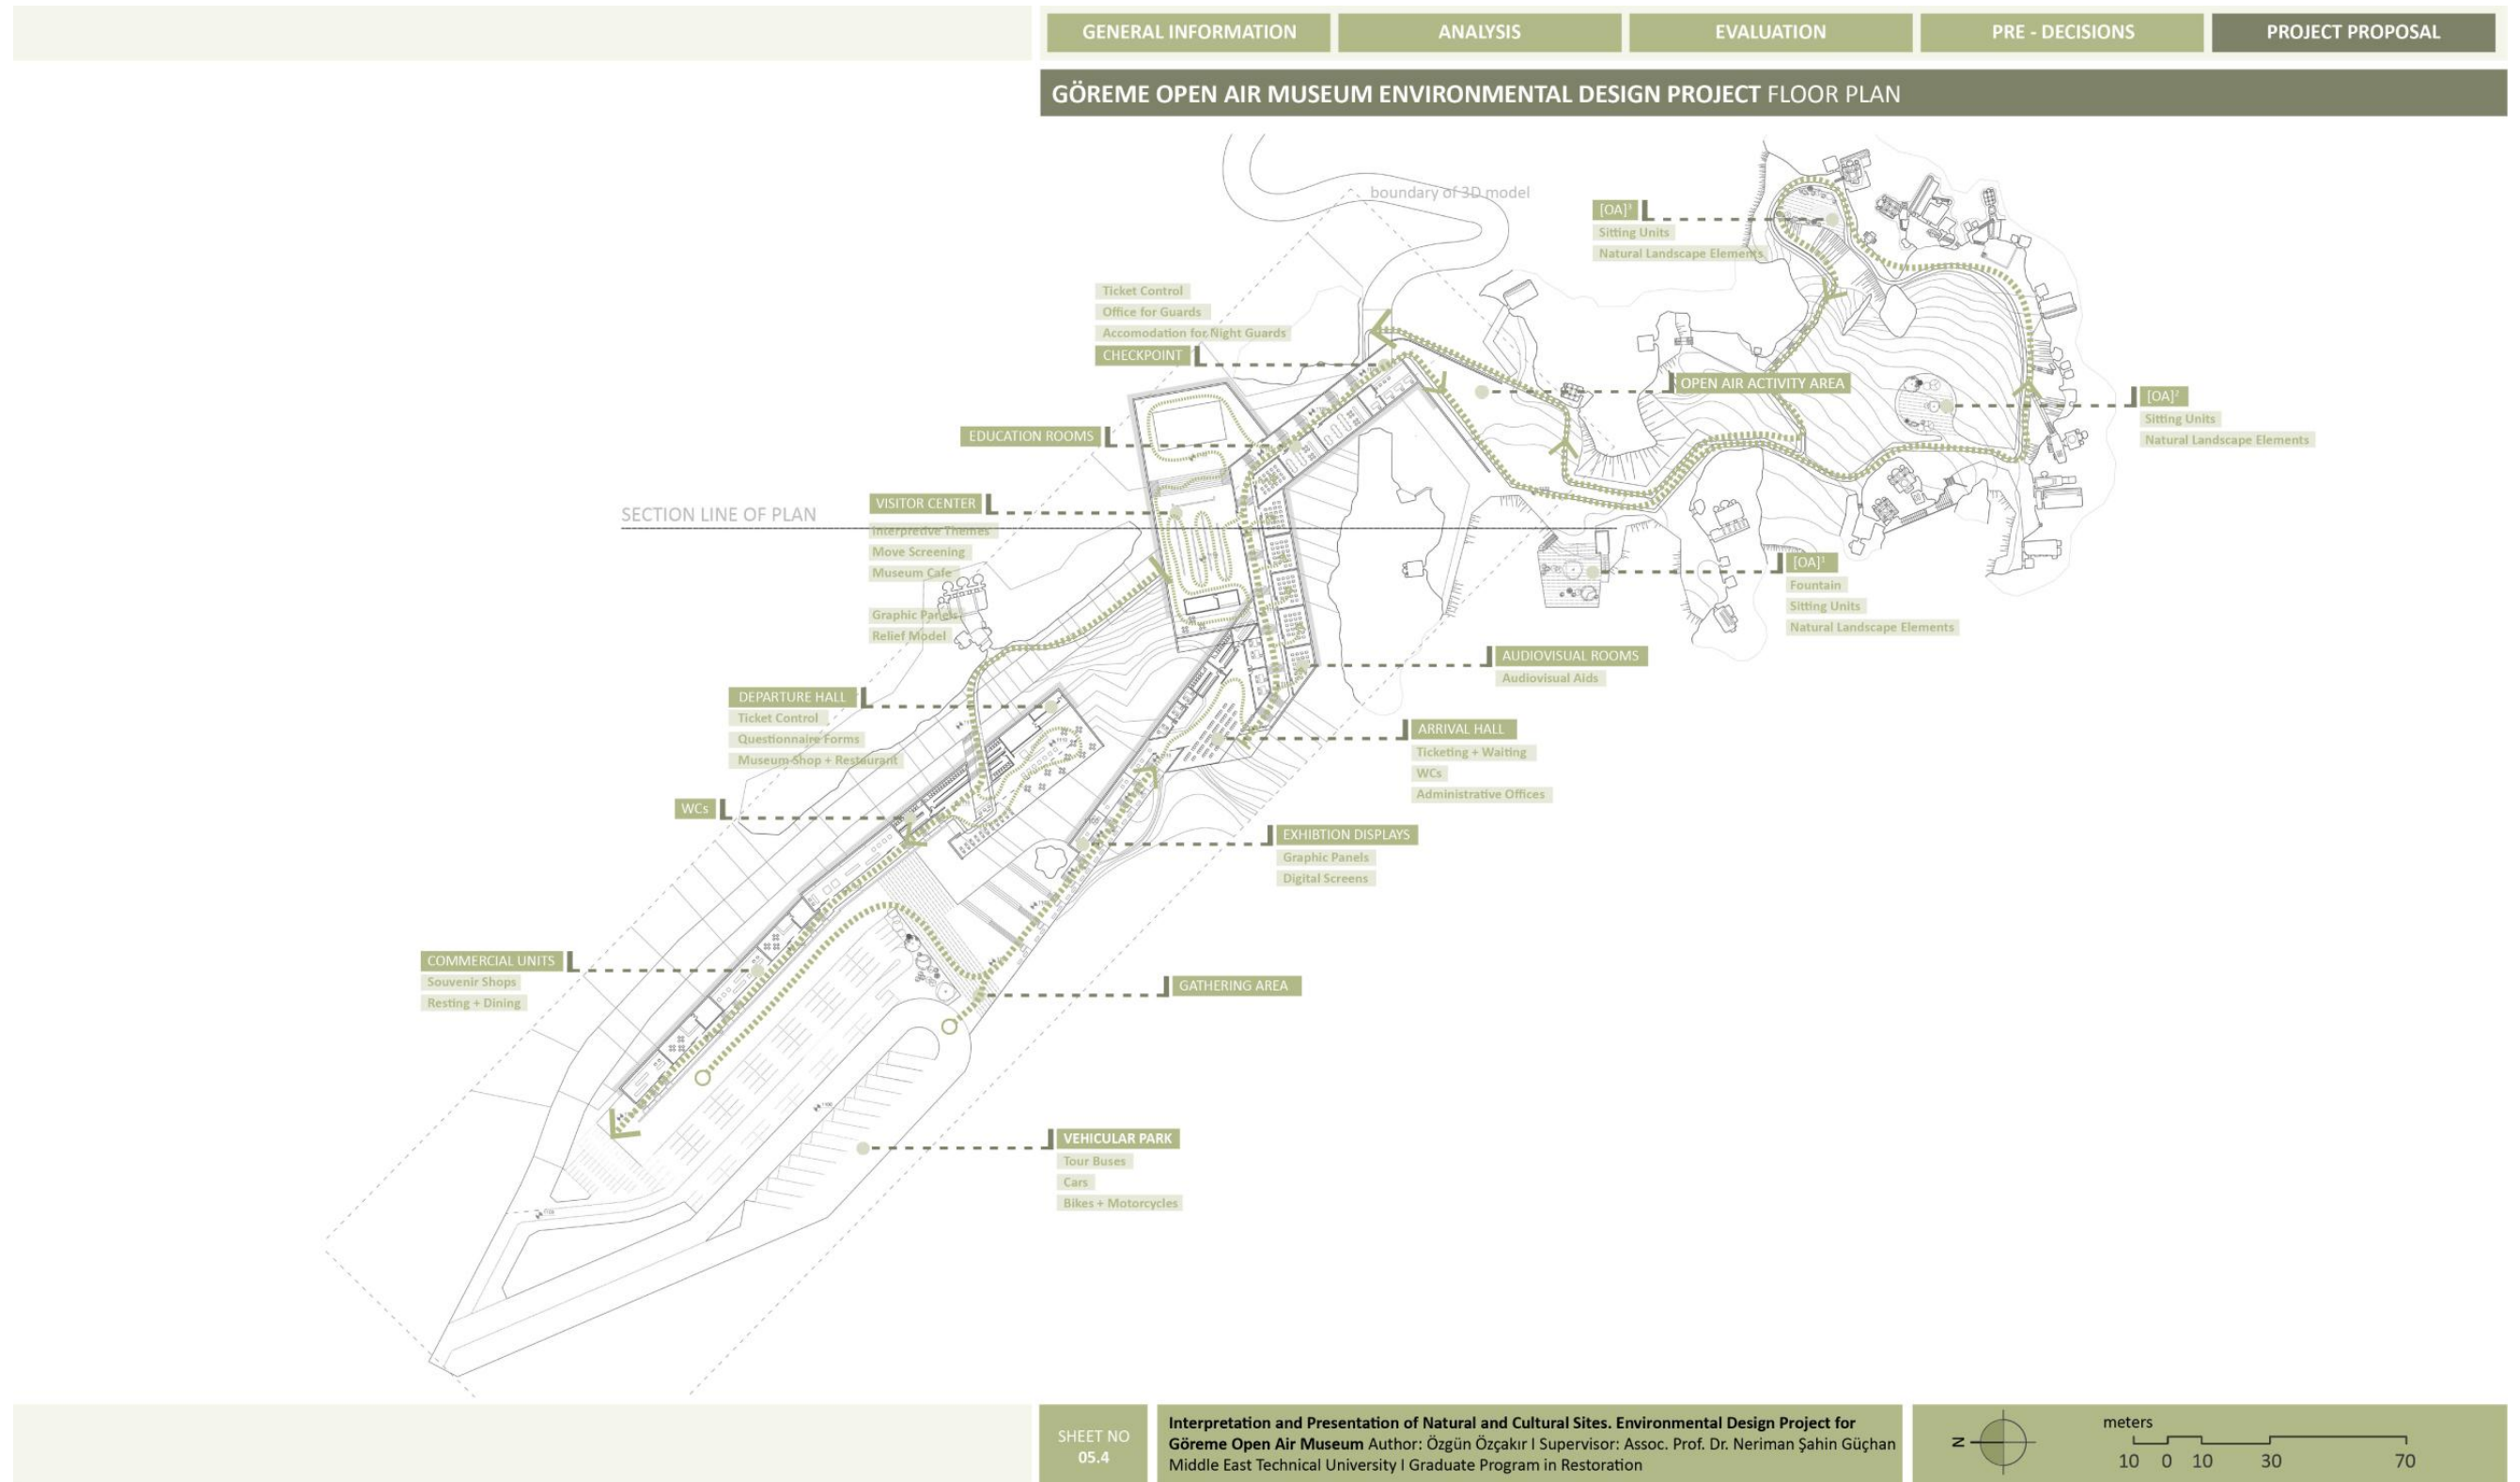 GENERAL INFORMATION
ANALYSIS
EVALUATION
PRE - DECISIONS
PROJECT PROPOSAL
GÖREME OPEN AIR MUSEUM ENVIRONMENTAL DESIGN PROJECT FLOOR PLAN
boundary of 3D model
[OA]³
Sitting Units
Natural Landscape Elements
Ticket Control
Office for Guards
Accomodation for Night Guards
CHECKPOINT
OPEN AIR ACTIVITY AREA
[OA]²
Sitting Units
Natural Landscape Elements
EDUCATION ROOMS
VISITOR CENTER
Interpretive Themes
Move Screening
Museum Cafe
Graphic Panels
Relief Model
SECTION LINE OF PLAN
[OA]¹
Fountain
Sitting Units
Natural Landscape Elements
AUDIOVISUAL ROOMS
Audiovisual Aids
DEPARTURE HALL
Ticket Control
Questionnaire Forms
Museum Shop + Restaurant
ARRIVAL HALL
Ticketing + Waiting
WCs
Administrative Offices
WCs
EXHIBTION DISPLAYS
Graphic Panels
Digital Screens
COMMERCIAL UNITS
Souvenir Shops
Resting + Dining
GATHERING AREA
VEHICULAR PARK
Tour Buses
Cars
Bikes + Motorcycles
SHEET NO
05.4
Interpretation and Presentation of Natural and Cultural Sites. Environmental Design Project for
Göreme Open Air Museum Author: Özgün Özçakır I Supervisor: Assoc. Prof. Dr. Neriman Şahin Güçhan
Middle East Technical University I Graduate Program in Restoration
N
meters
10 0 10 30 70